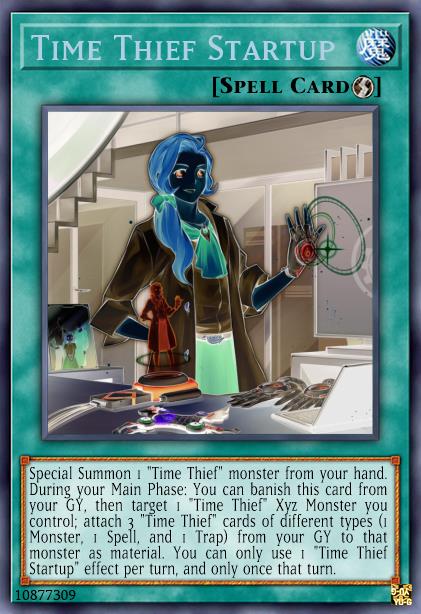 Time Thief Startup
魔
[Spell Card]
Special Summon 1 "Time Thief" monster from your hand.
During your Main Phase: You can banish this card from
your GY, then target 1 "Time Thief" Xyz Monster you
control; attach 3 "Time Thief" cards of different types (1
Monster, 1 Spell, and 1 Trap) from your GY to that
monster as material. You can only use 1 "Time Thief
Startup" effect per turn, and only once that turn.
10877309